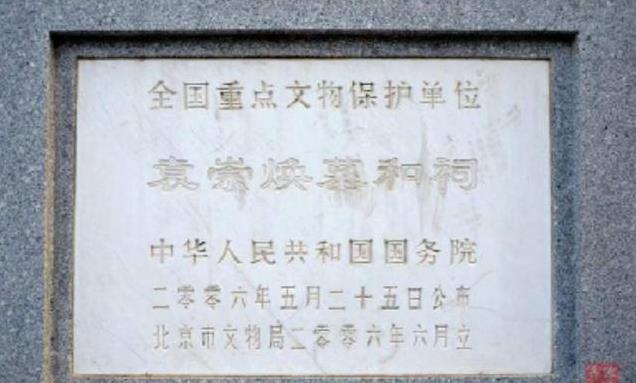 全国重点文物保护单位
袁崇焕墓和祠
中华人民共和国国务院
二零零六年五月二十五日公布
北京市文物局二零零六年六月立